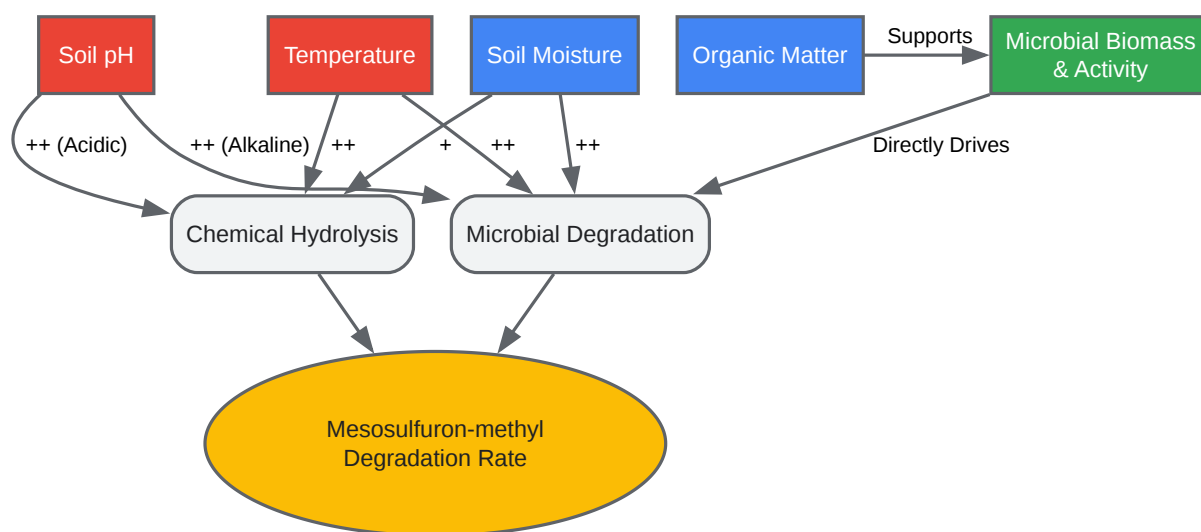 Soil pH
Temperature
Soil Moisture
Organic Matter
Supports
Microbial Biomass
& Activity
++ (Acidic)
++ (Alkaline)
++
+
++
++
Directly Drives
Chemical Hydrolysis
Microbial Degradation
Mesosulfuron-methyl
Degradation Rate